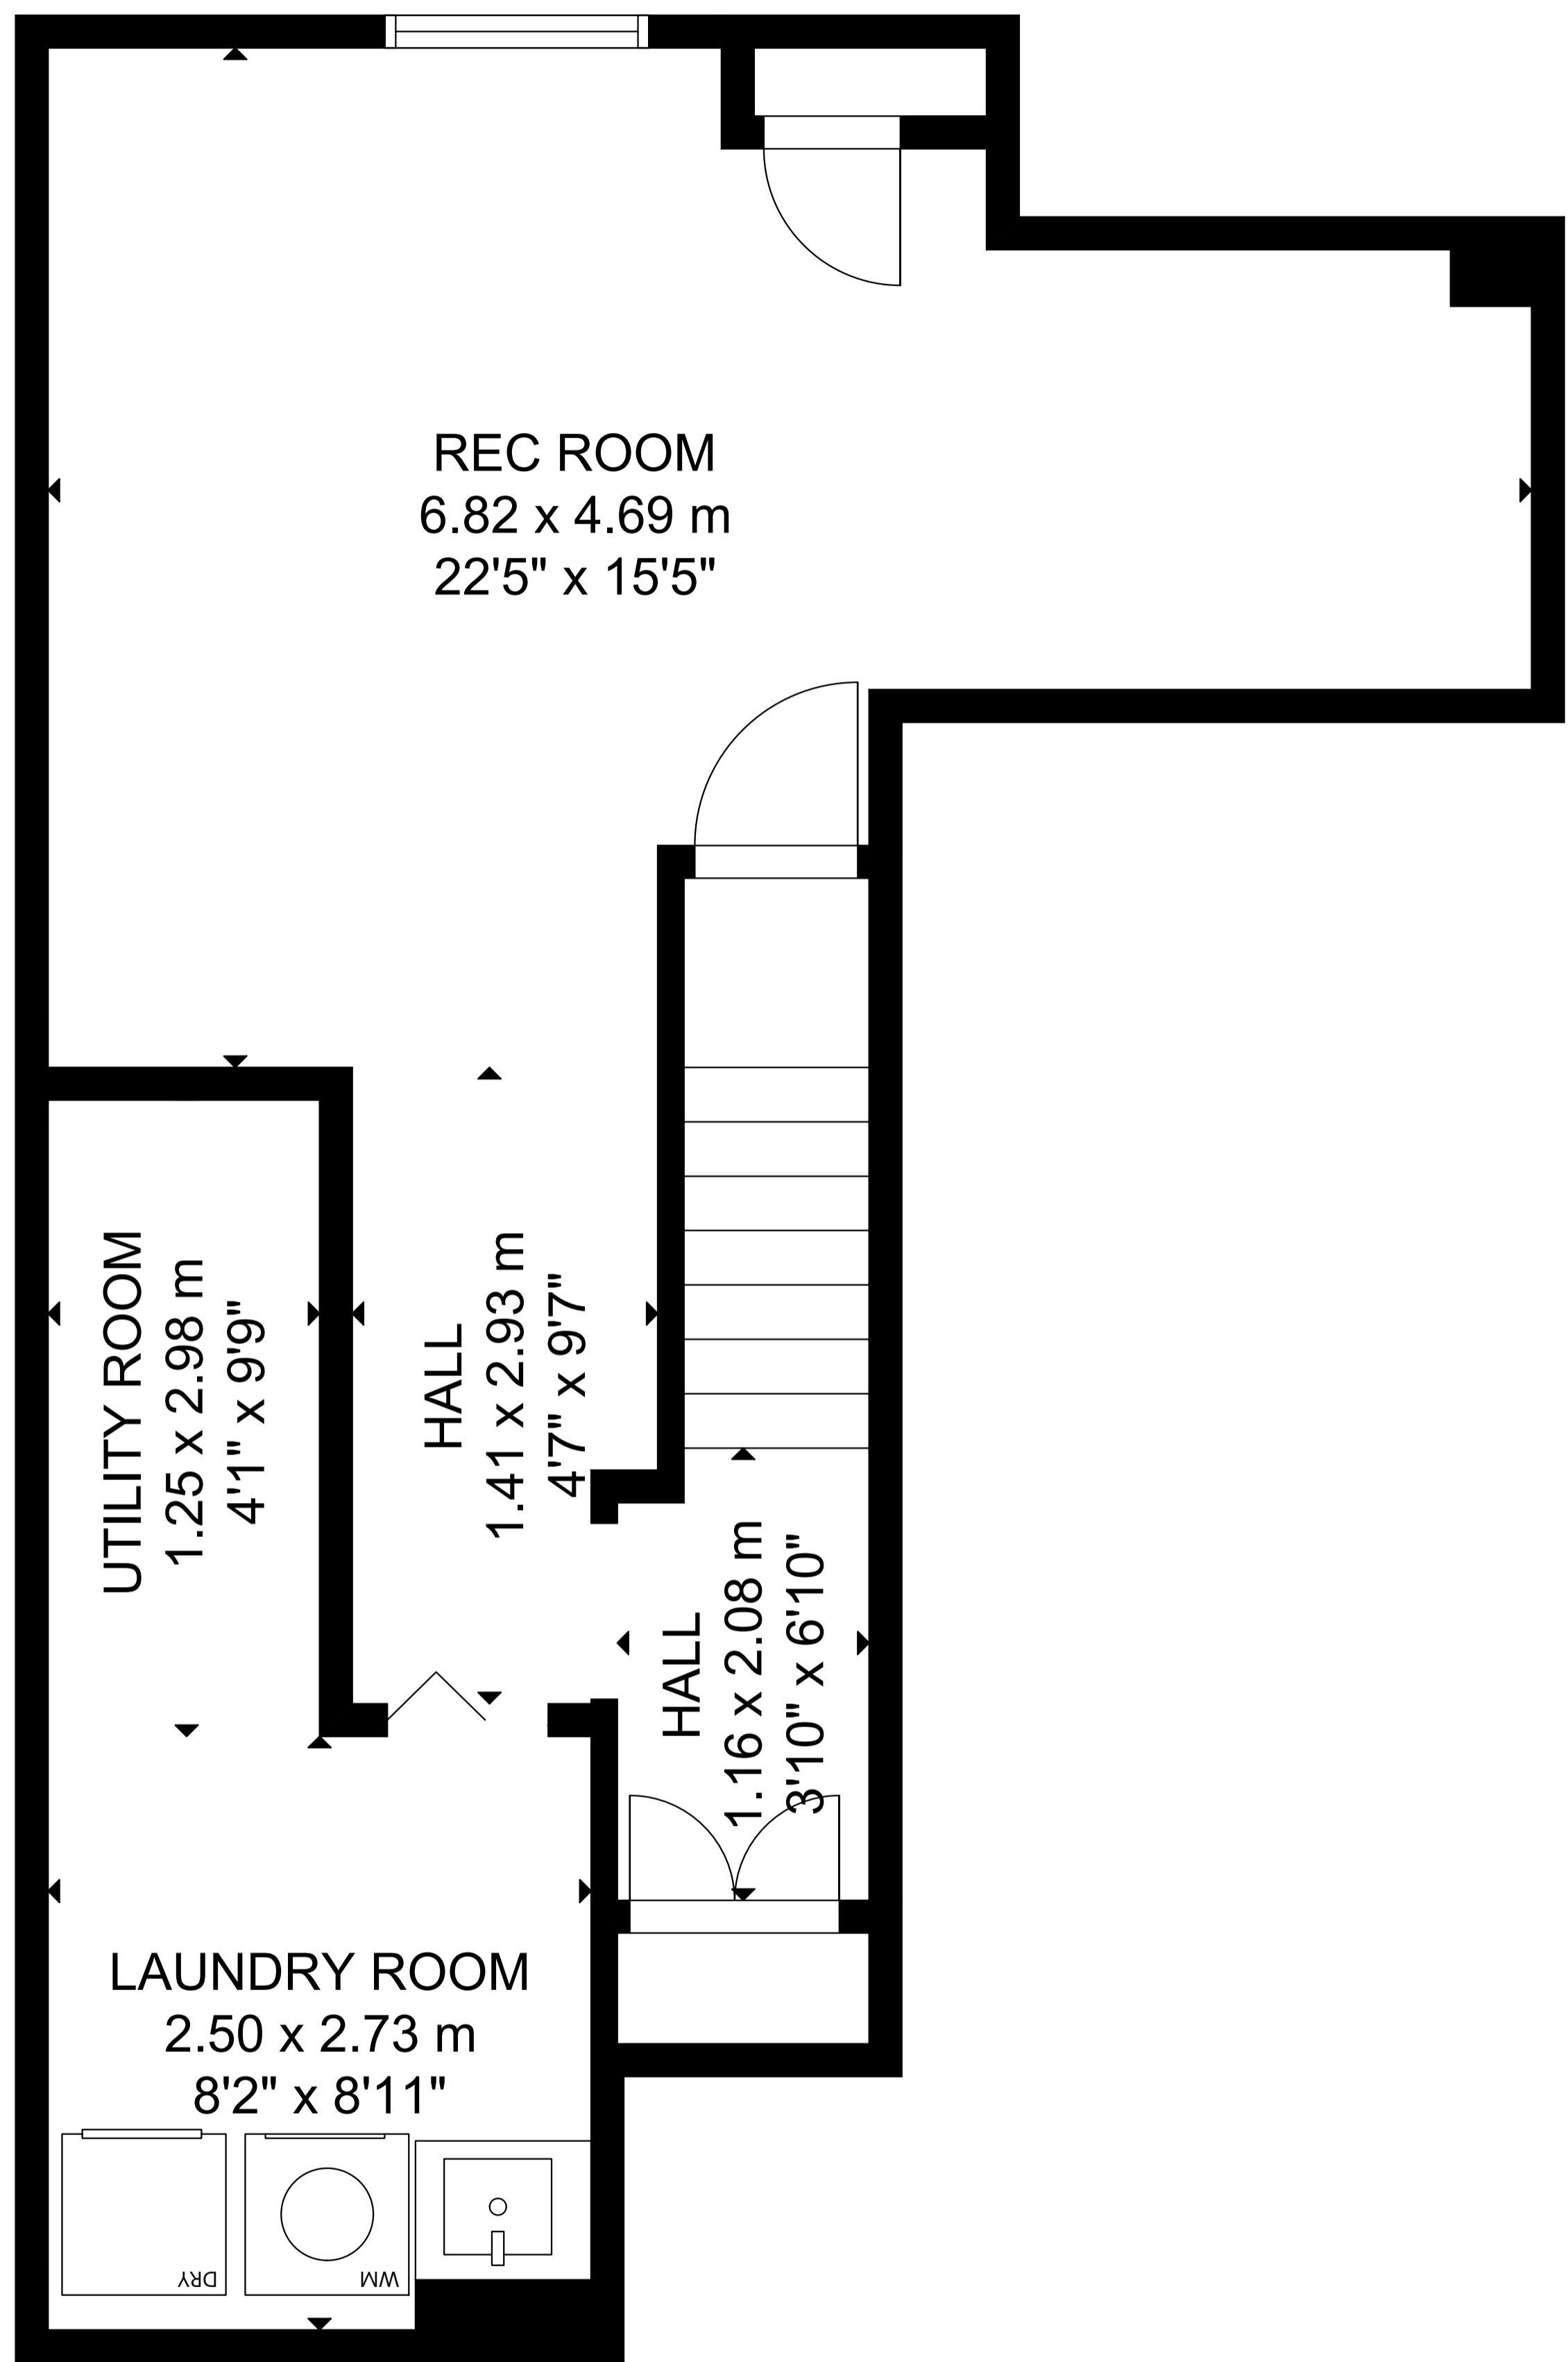 REC ROOM
6.82 x 4.69 m
22'5" x 15'5"
UTILITY ROOM
1.25 x 2.98 m
4'1" x 9'9"
HALL
1.41 x 2.93 m
4'7" x 9'7"
HALL
1.16 x 2.08 m
3'10" x 6'10"
LAUNDRY ROOM
2.50 x 2.73 m
8'2" x 8'11"
DRY
WM